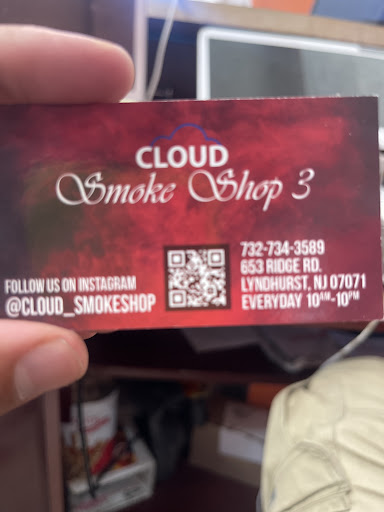 CLOUD
Smoke Shop 3
FOLLOW US ON INSTAGRAM
@CLOUD_SMOKESHOP
732-734-3589
653 RIDGE RD.
LYNDHURST, NJ 07071
EVERYDAY 10AM-10PM